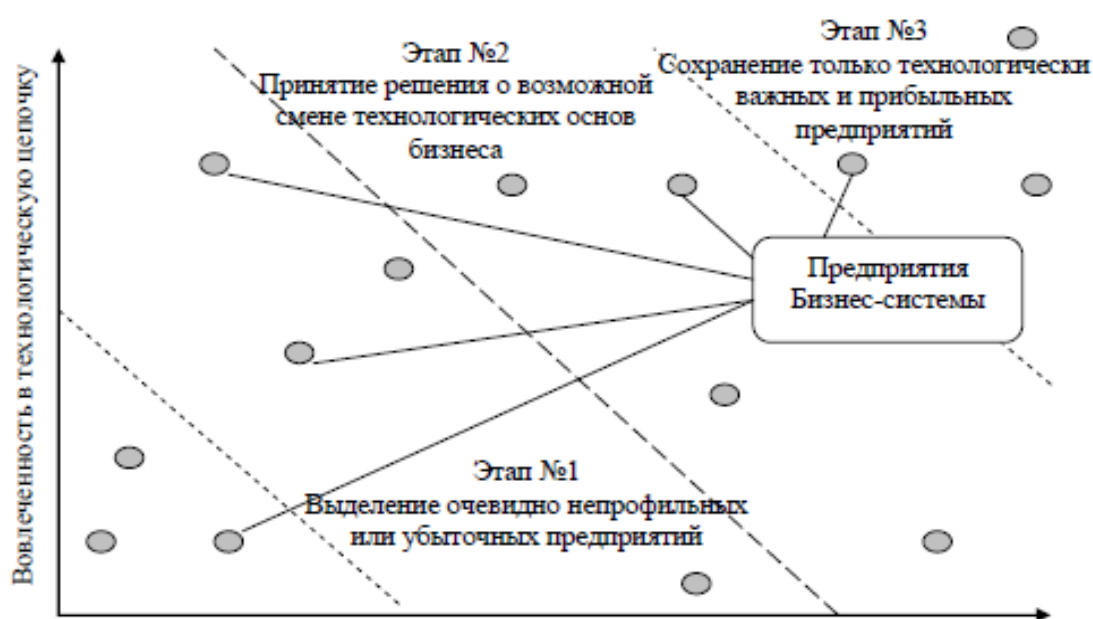 Этап №2
Принятие решения о возможной
смене технологических основ
бизнеса
Этап №3
Сохранение только технологически
важных и прибыльных
предприятий
Вовлеченность в технологическую цепочку
Предприятия
Бизнес-системы
Этап №1
Выделение очевидно непрофильных
или убыточных предприятий